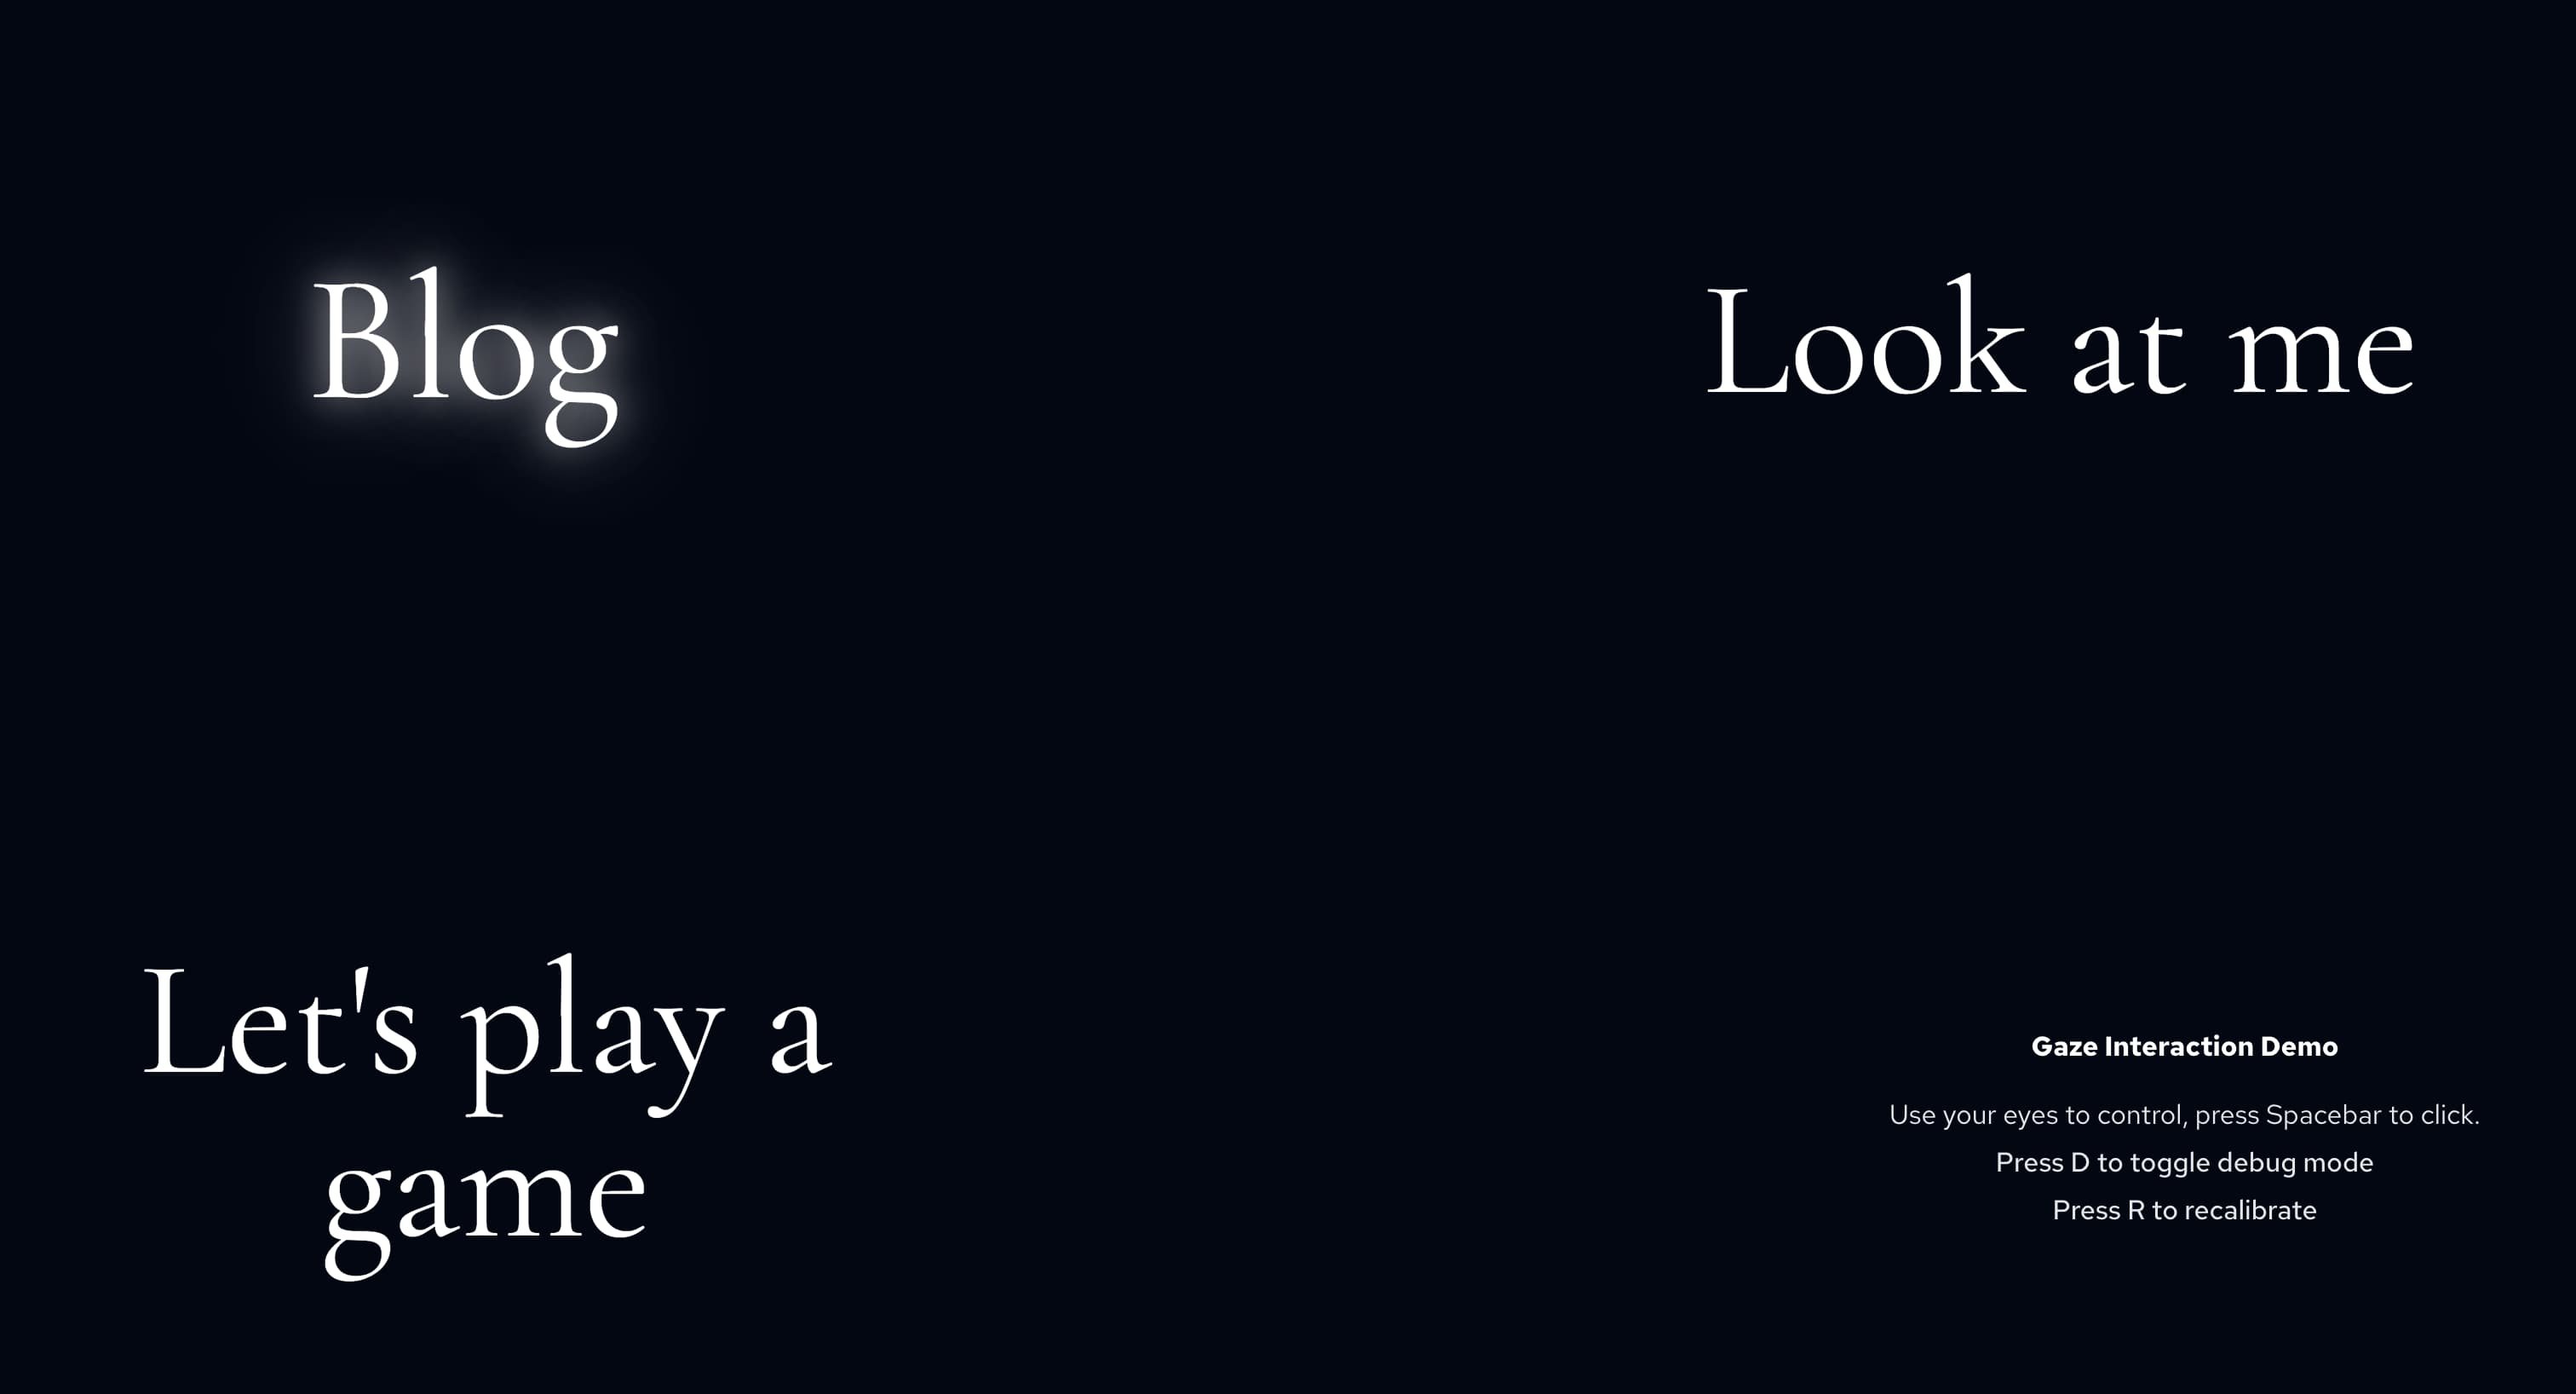 Blog
Look at me
Let's play a
game
Gaze Interaction Demo
Use your eyes to control, press Spacebar to click.
Press D to toggle debug mode
Press R to recalibrate